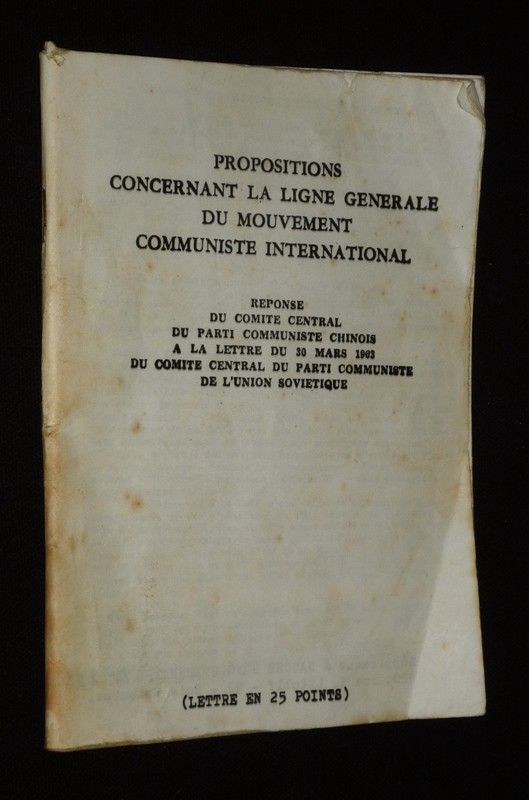 PROPOSITIONS
CONCERNANT LA LIGNE GENERALE
DU MOUVEMENT
COMMUNISTE INTERNATIONAL
REPONSE
DU COMITE CENTRAL
DU PARTI COMMUNISTE CHINOIS
A LA LETTRE DU 30 MARS 1963
DU COMITE CENTRAL DU PARTI COMMUNISTE
DE L'UNION SOVIETIQUE
(LETTRE EN 25 POINTS)